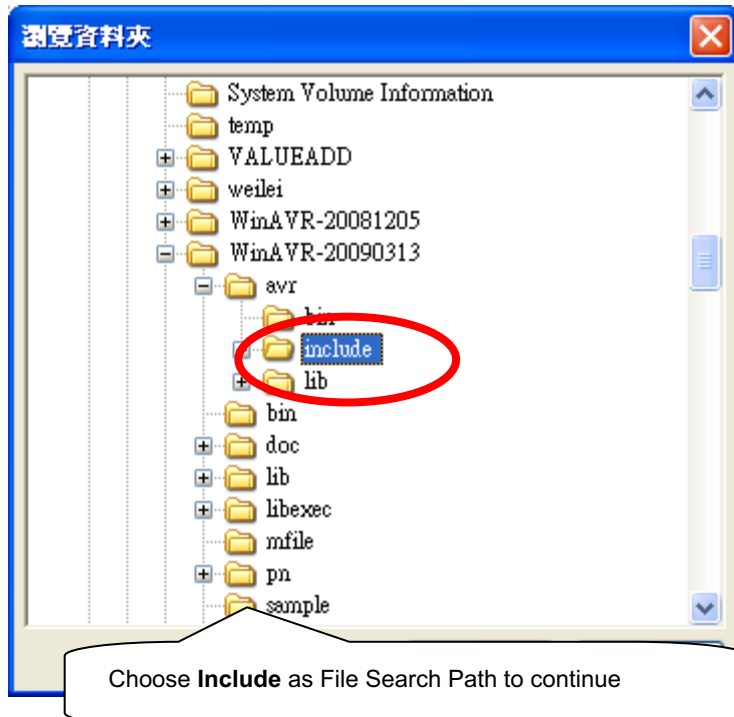 瀏覽資料夾
System Volume Information
temp
VALUEADD
weilei
WinAVR-20081205
WinAVR-20090313
avr
bin
include
lib
bin
doc
lib
libexec
mfile
pn
sample
Choose Include as File Search Path to continue